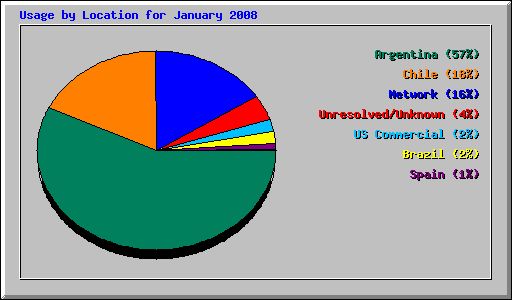 Usage by Location for January 2008
Argentina (57%)
Chile (18%)
Network (16%)
Unresolved/Unknown (4%)
US Commercial (2%)
Brazil (2%)
Spain (1%)